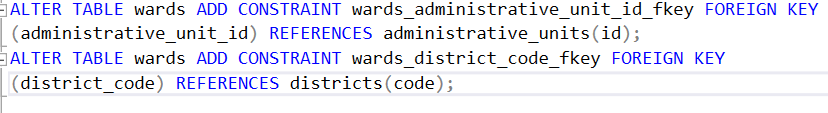 ALTER TABLE wards ADD CONSTRAINT wards_administrative_unit_id_fkey FOREIGN KEY
(administrative_unit_id) REFERENCES administrative_units(id);
ALTER TABLE wards ADD CONSTRAINT wards_district_code_fkey FOREIGN KEY
(district_code) REFERENCES districts(code);